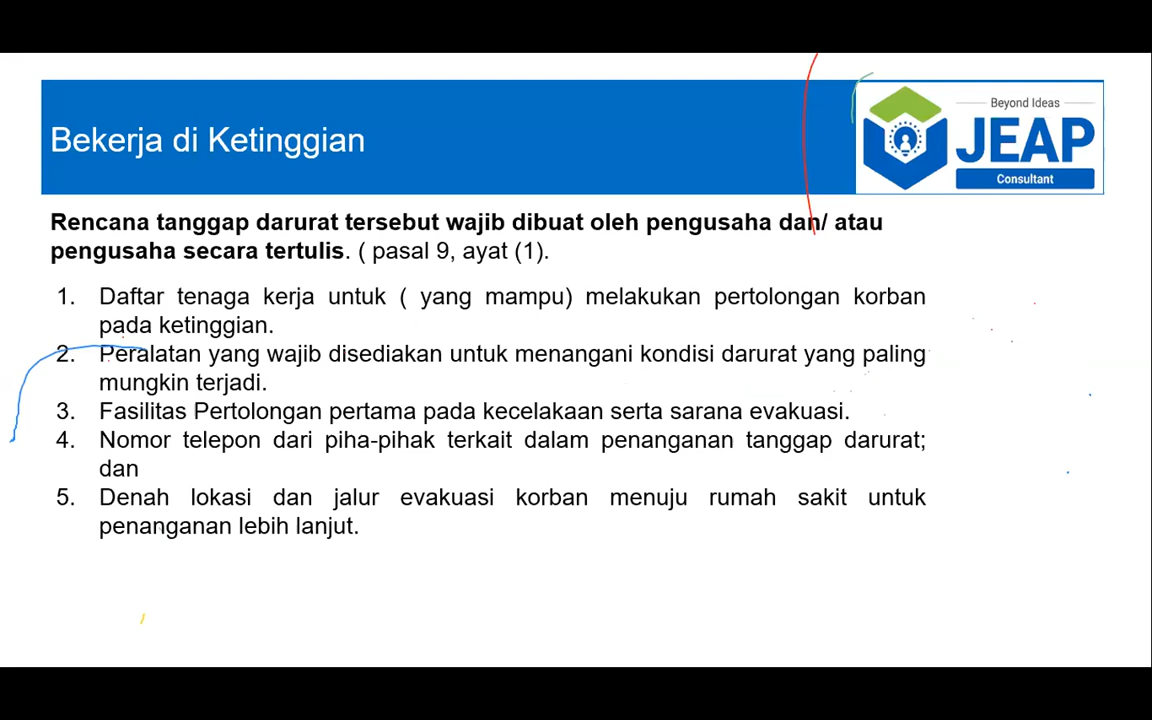 Beyond Ideas
JEAP
Consultant
Bekerja di Ketinggian
Rencana tanggap darurat tersebut wajib dibuat oleh pengusaha dan/ atau
pengusaha secara tertulis. ( pasal 9, ayat (1).
1. Daftar tenaga kerja untuk ( yang mampu) melakukan pertolongan korban
pada ketinggian.
2. Peralatan yang wajib disediakan untuk menangani kondisi darurat yang paling
mungkin terjadi.
3. Fasilitas Pertolongan pertama pada kecelakaan serta sarana evakuasi.
4. Nomor telepon dari piha-pihak terkait dalam penanganan tanggap darurat;
dan
5. Denah lokasi dan jalur evakuasi korban menuju rumah sakit untuk
penanganan lebih lanjut.